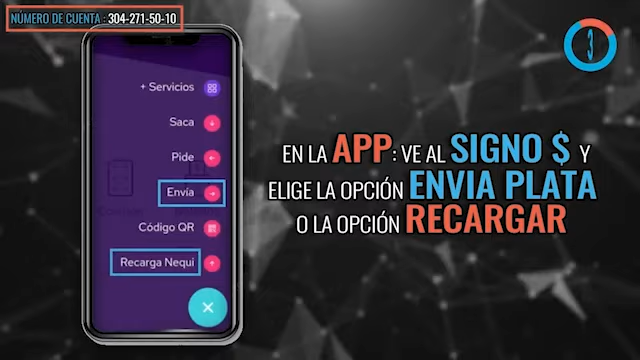 NÚMERO DE CUENTA : 304-271-50-10
3
+ Servicios
Saca
Pide
Envía
Código QR
Recarga Nequi
EN LA APP: VE AL SIGNO $ Y
ELIGE LA OPCIÓN ENVIA PLATA
O LA OPCIÓN RECARGAR